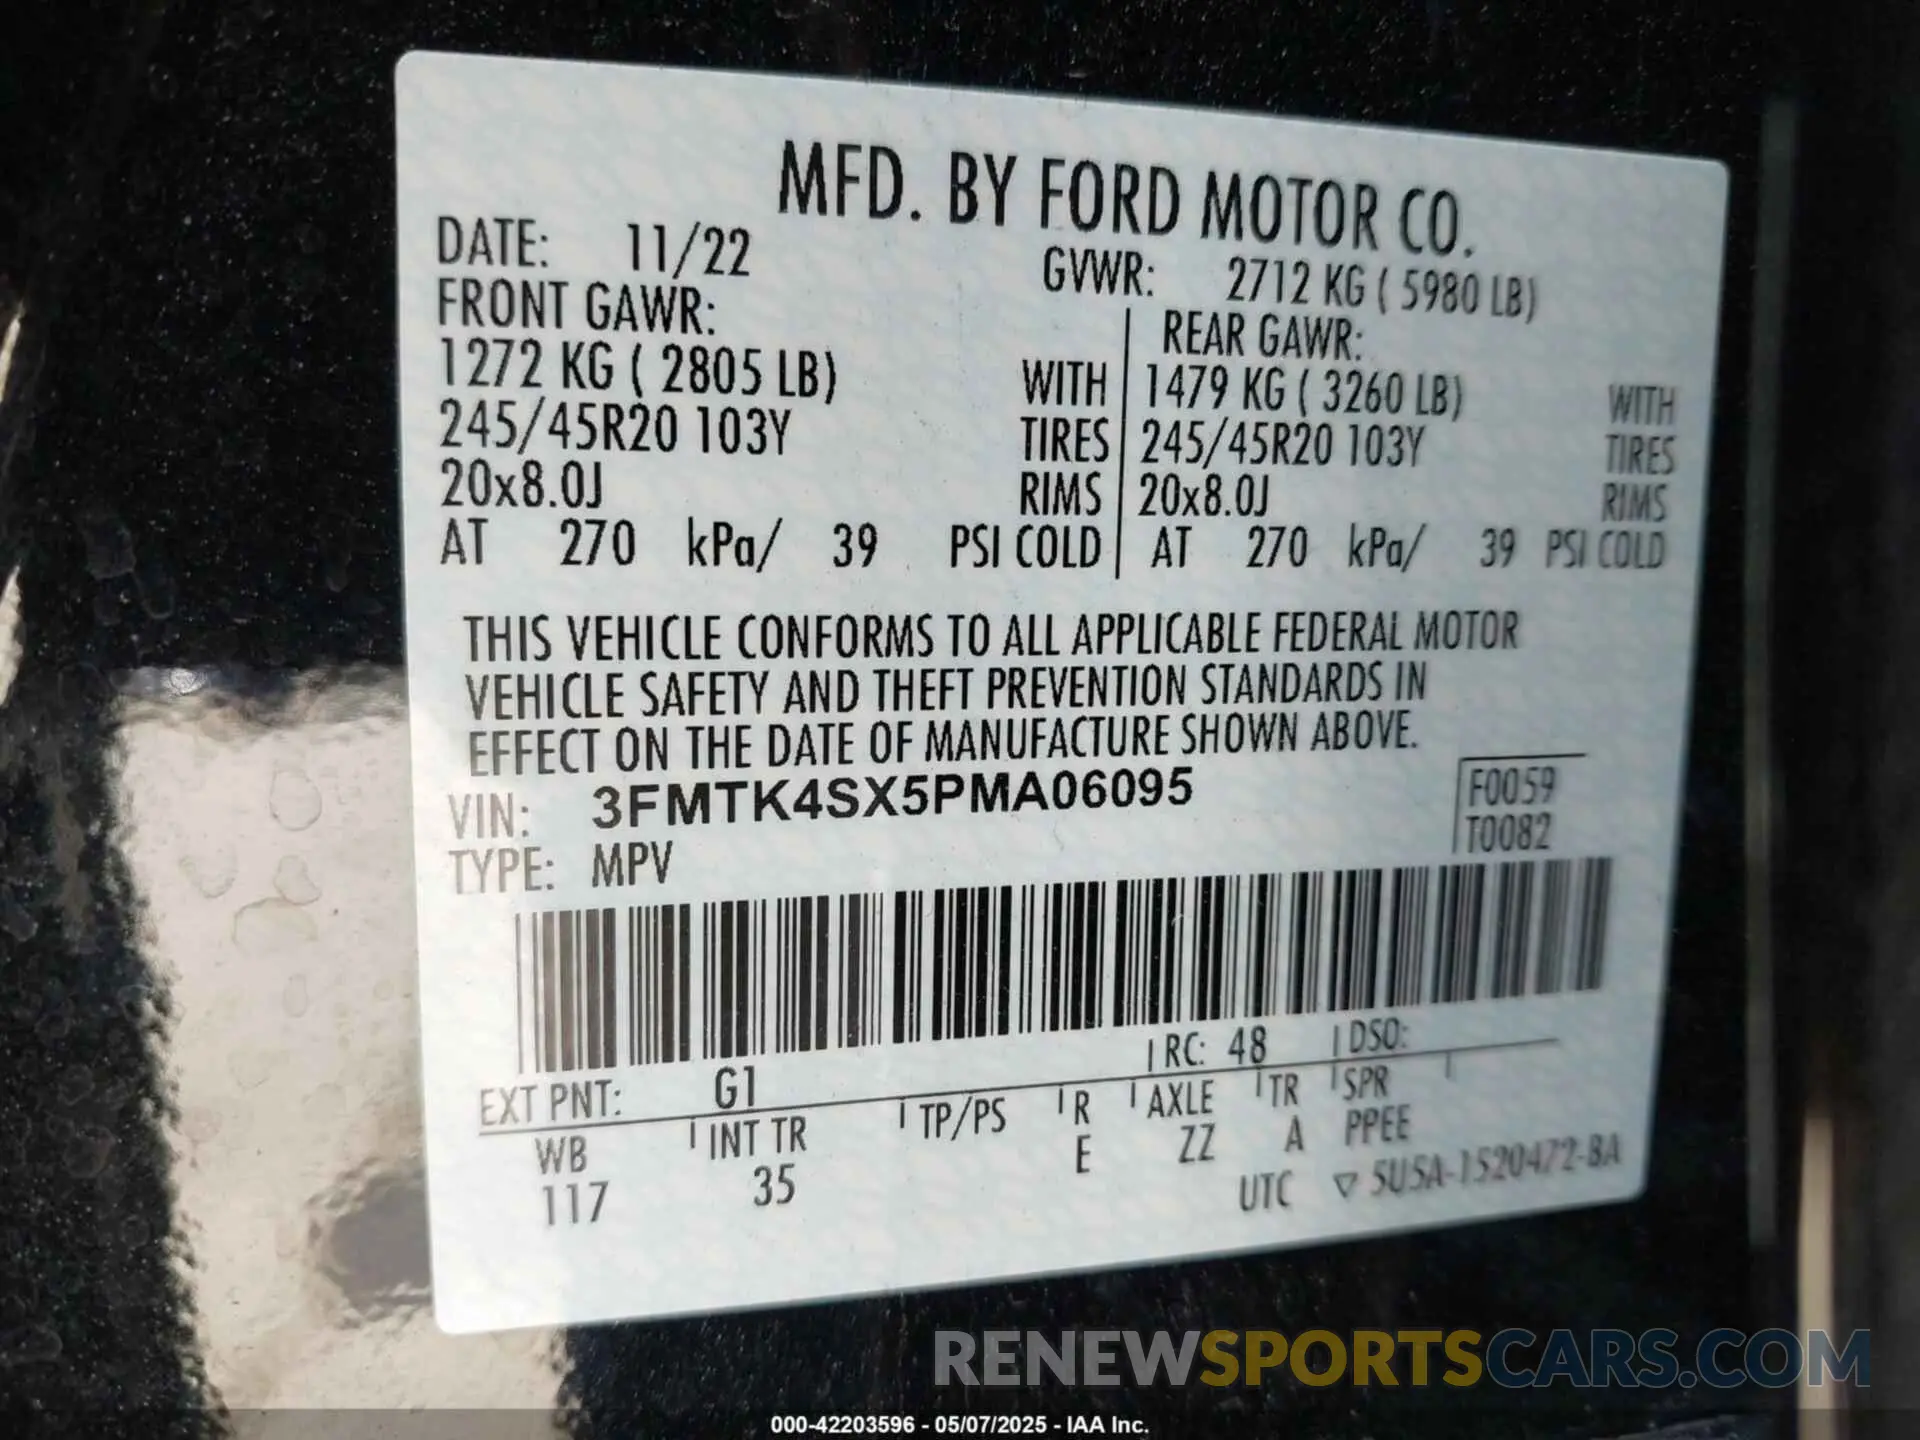 MFD. BY FORD MOTOR CO.
DATE: 11/22 GVWR: 2712 KG ( 5980 LB)
FRONT GAWR: REAR GAWR:
1272 KG ( 2805 LB) WITH 1479 KG ( 3260 LB) WITH
245/45R20 103Y TIRES 245/45R20 103Y TIRES
20x8.0J RIMS 20x8.0J RIMS
AT 270 kPa/ 39 PSI COLD AT 270 kPa/ 39 PSI COLD
THIS VEHICLE CONFORMS TO ALL APPLICABLE FEDERAL MOTOR
VEHICLE SAFETY AND THEFT PREVENTION STANDARDS IN
EFFECT ON THE DATE OF MANUFACTURE SHOWN ABOVE.
VIN: 3FMTK4SX5PMA06095 F0059
TYPE: MPV T0082
EXT PNT: G1 RC: 48 DSO:
WB INT TR TP/PS R AXLE TR SPR
117 35 E ZZ A PPEE
UTC ▽ 5U5A-1520472-BA
RENEWSPORTSCARS.COM
000-42203596 - 05/07/2025 - IAA Inc.